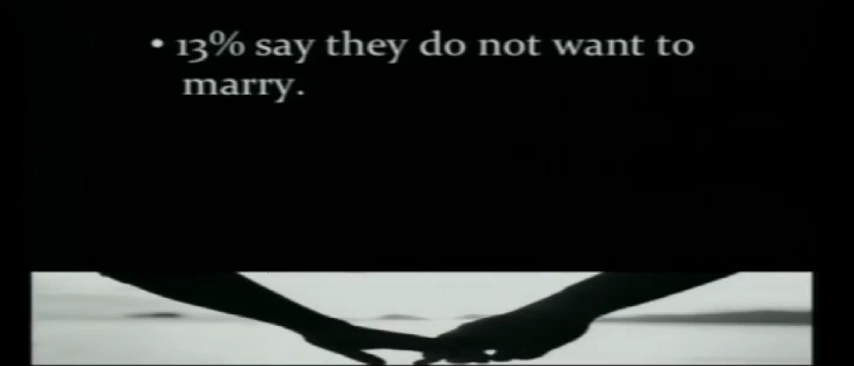 • 13% say they do not want to
marry.